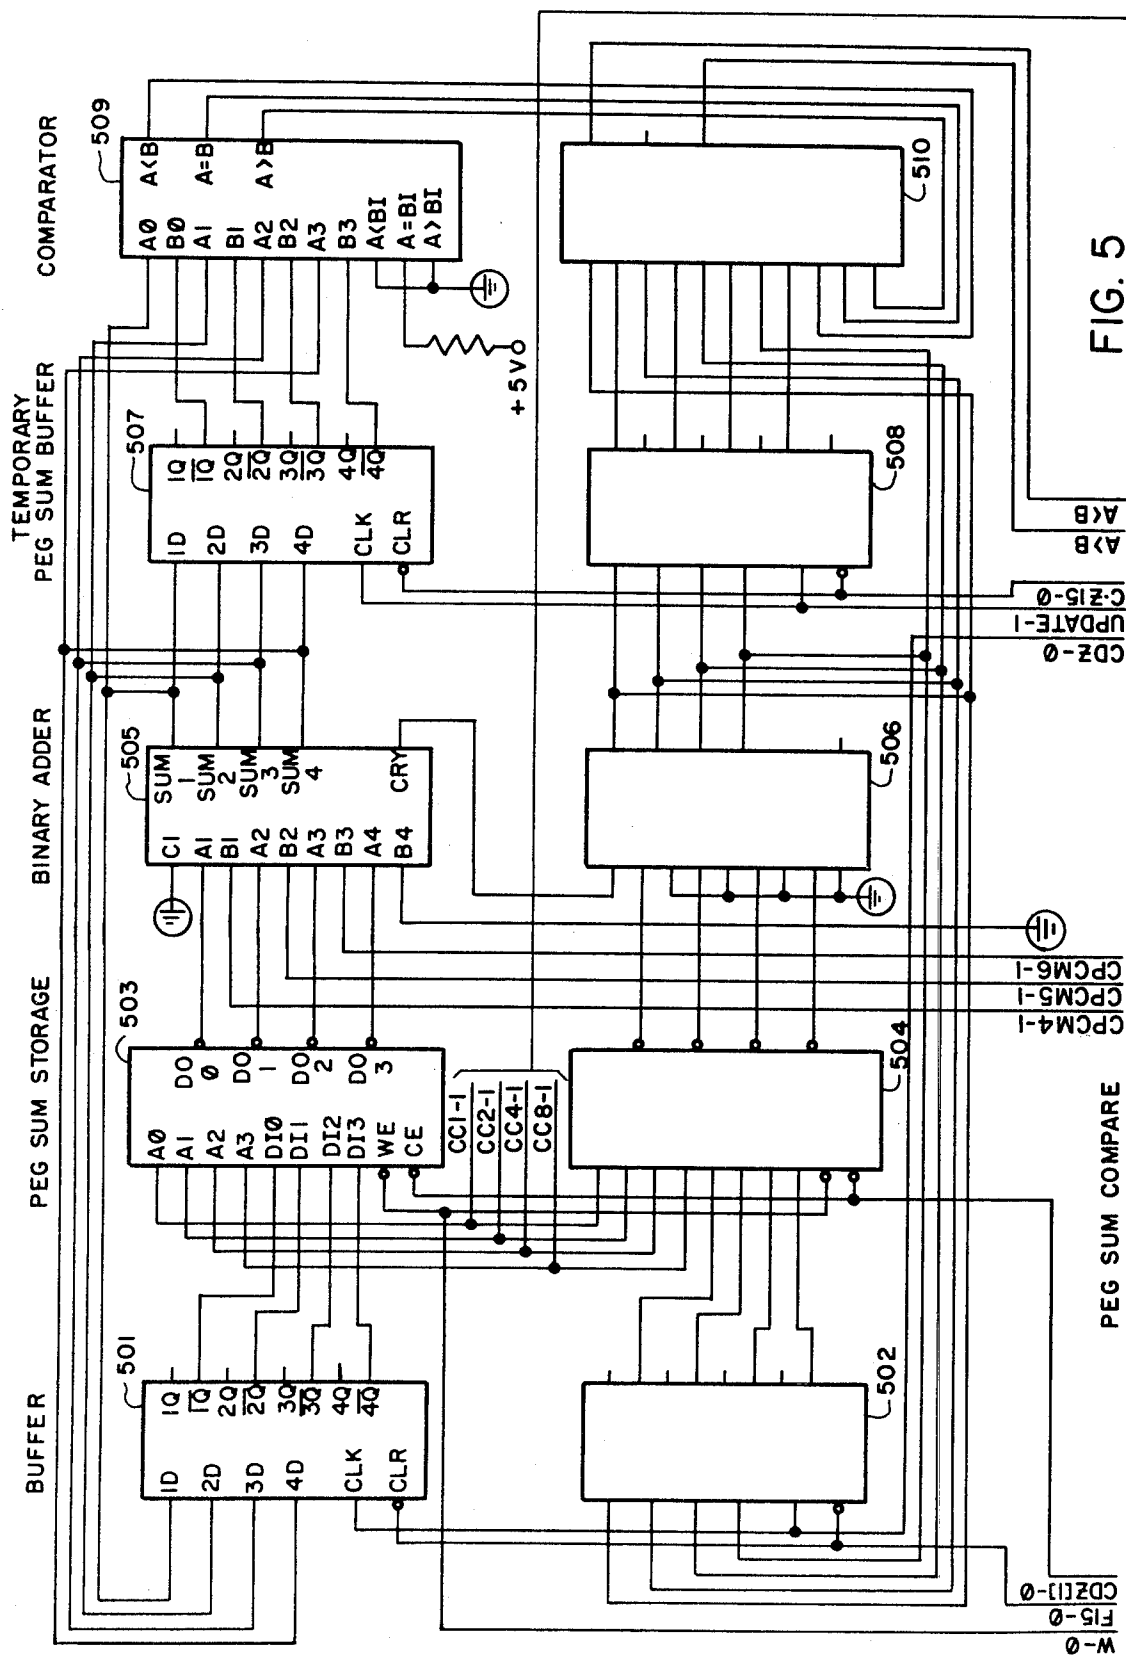 BUFFER
PEG SUM STORAGE
BINARY ADDER
TEMPORARY
PEG SUM BUFFER
COMPARATOR
501
1D
2D
3D
4D
CLK
CLR
1Q
1Q
2Q
2Q
3Q
3Q
4Q
4Q
503
A0
A1
A2
A3
DI0
DI1
DI2
DI3
WE
CE
DO
0
DO
1
DO
2
DO
3
505
C1
A1
B1
A2
B2
A3
B3
A4
B4
SUM
1
SUM
2
SUM
3
SUM
4
CRY
507
1D
2D
3D
4D
CLK
CLR
1Q
1Q
2Q
2Q
3Q
3Q
4Q
4Q
509
A0
B0
A1
B1
A2
B2
A3
B3
A<BI
A=BI
A>BI
A<B
A=B
A>B
+5V
CC1-1
CC2-1
CC4-1
CC8-1
502
504
506
508
510
W-0
F15-0
CDZ[1]-0
CPCM4-1
CPCM5-1
CPCM6-1
CDZ-0
UPDATE-1
C·Z15-0
A>B
A<B
PEG SUM COMPARE
FIG. 5